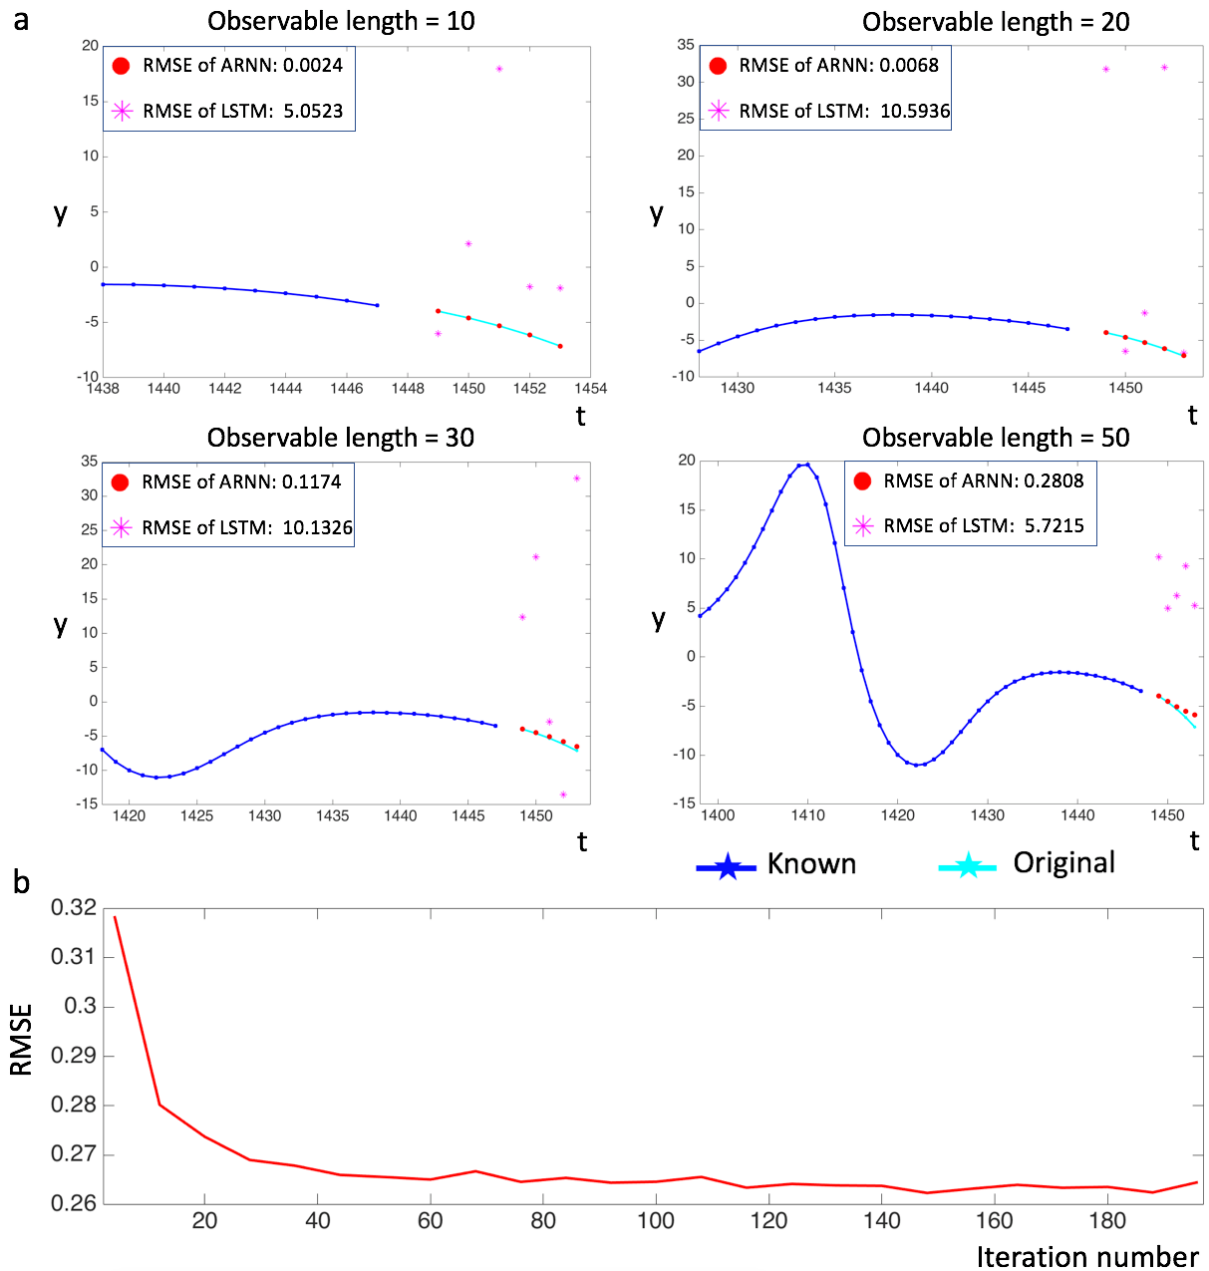 a
Observable length = 10
20
15
10
5
0
-5
-10
y
RMSE of ARNN: 0.0024
RMSE of LSTM: 5.0523
1438 1440 1442 1444 1446 1448 1450 1452 1454
t
Observable length = 20
35
30
25
20
15
10
5
0
-5
-10
y
RMSE of ARNN: 0.0068
RMSE of LSTM: 10.5936
1430 1435 1440 1445 1450
t
Observable length = 30
35
30
25
20
15
10
5
0
-5
-10
-15
y
RMSE of ARNN: 0.1174
RMSE of LSTM: 10.1326
1420 1425 1430 1435 1440 1445 1450
t
Observable length = 50
20
15
10
5
0
-5
-10
-15
y
RMSE of ARNN: 0.2808
RMSE of LSTM: 5.7215
1400 1410 1420 1430 1440 1450
t
Known Original
b
0.32
0.31
0.3
0.29
0.28
0.27
0.26
RMSE
20 40 60 80 100 120 140 160 180
Iteration number